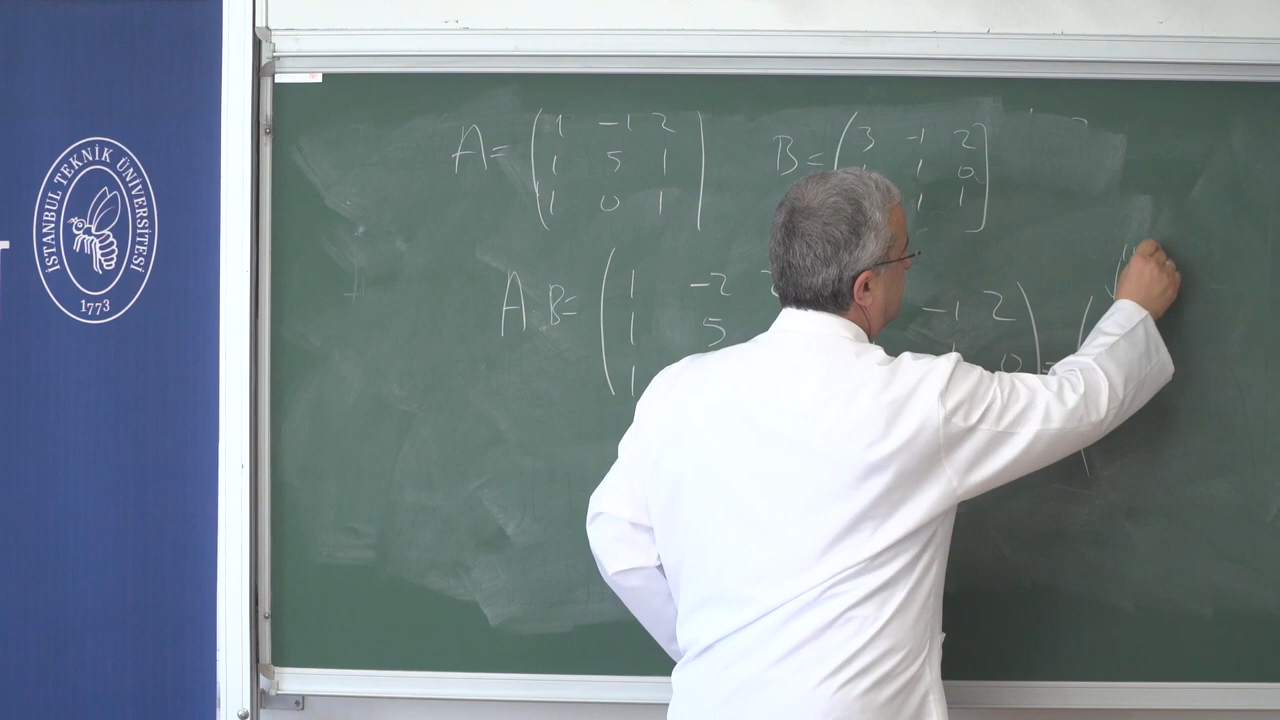 İSTANBUL TEKNİK ÜNİVERSİTESİ
1773
A = ( 1 -1 2
1 5 1
1 0 1 )
B = ( 3 -1 2
1 a
1 1 ]
A B = ( 1 -2
1 5
1
-1 2 )
0 = (